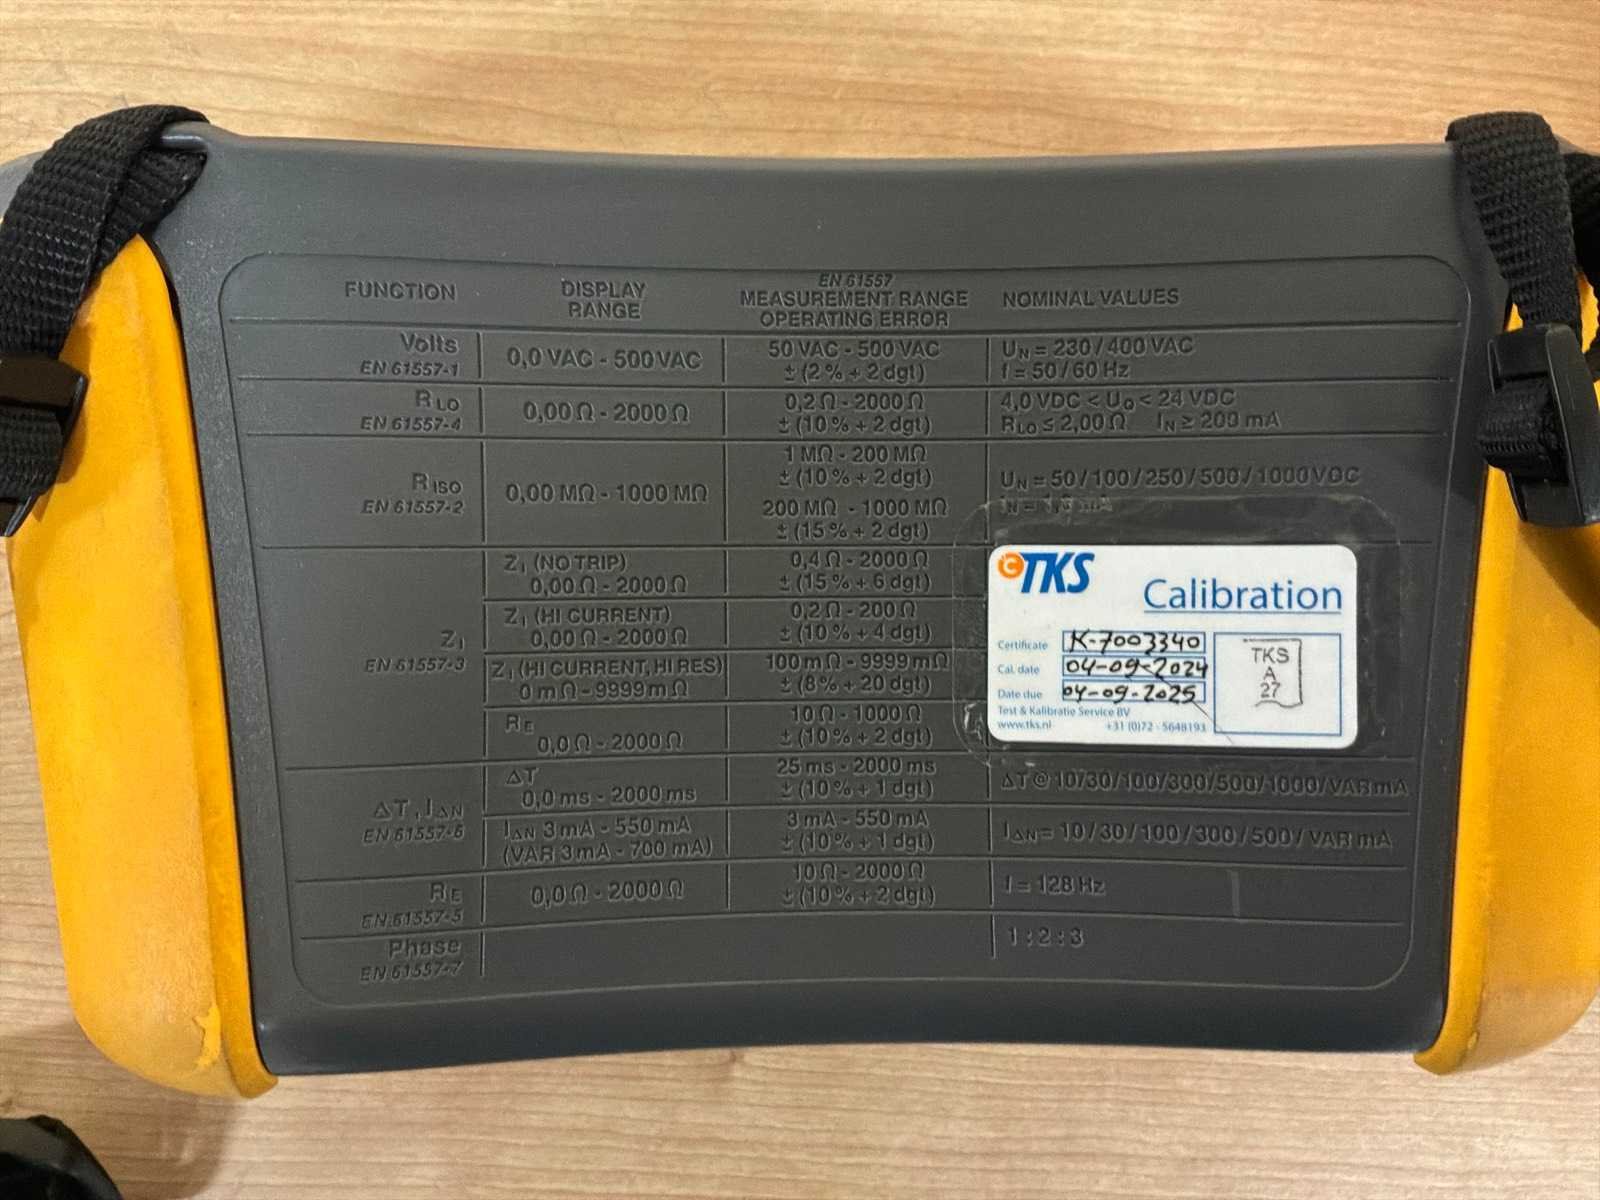 FUNCTION
DISPLAY RANGE
EN 61557
MEASUREMENT RANGE
OPERATING ERROR
NOMINAL VALUES
Volts
EN 61557-1
0,0 VAC - 500 VAC
50 VAC - 500 VAC
± (2 % + 2 dgt)
UN = 230 / 400 VAC
f = 50 / 60 Hz
RLO
EN 61557-4
0,00 Ω - 2000 Ω
0,2 Ω - 2000 Ω
± (10 % + 2 dgt)
4,0 VDC < UQ < 24 VDC
RLO ≤ 2,00 Ω IN ≥ 200 mA
RISO
EN 61557-2
0,00 MΩ - 1000 MΩ
1 MΩ - 200 MΩ
± (10 % + 2 dgt)
200 MΩ - 1000 MΩ
± (15 % + 2 dgt)
UN = 50 / 100 / 250 / 500 / 1000 VDC
IN = 1,0 mA
ZI
EN 61557-3
ZI (NO TRIP)
0,00 Ω - 2000 Ω
0,4 Ω - 2000 Ω
± (15 % + 6 dgt)
ZI (HI CURRENT)
0,00 Ω - 2000 Ω
0,2 Ω - 200 Ω
± (10 % + 4 dgt)
ZI (HI CURRENT, HI RES)
0 mΩ - 9999 mΩ
100 mΩ - 9999 mΩ
± (8% + 20 dgt)
RE
0,0 Ω - 2000 Ω
10 Ω - 1000 Ω
± (10% + 2 dgt)
CTKS
Calibration
Certificate K-7003340
Cal. date 04-09-2024
Date due 04-09-2025
TKS
A
27
Test & Kalibratie Service BV
www.tks.nl +31 (0)72 - 5648193
ΔT, IΔN
EN 61557-6
ΔT
0,0 ms - 2000 ms
25 ms - 2000 ms
± (10% + 1 dgt)
ΔT @ 10/30/100/300/500/1000/VAR mA
IΔN 3 mA - 550 mA
(VAR 3 mA - 700 mA)
3 mA - 550 mA
± (10% + 1 dgt)
IΔN = 10 / 30 / 100 / 300 / 500 / VAR mA
RE
EN 61557-5
0,0 Ω - 2000 Ω
10 Ω - 2000 Ω
± (10 % + 2 dgt)
f = 128 Hz
Phase
EN 61557-7
1 : 2 : 3